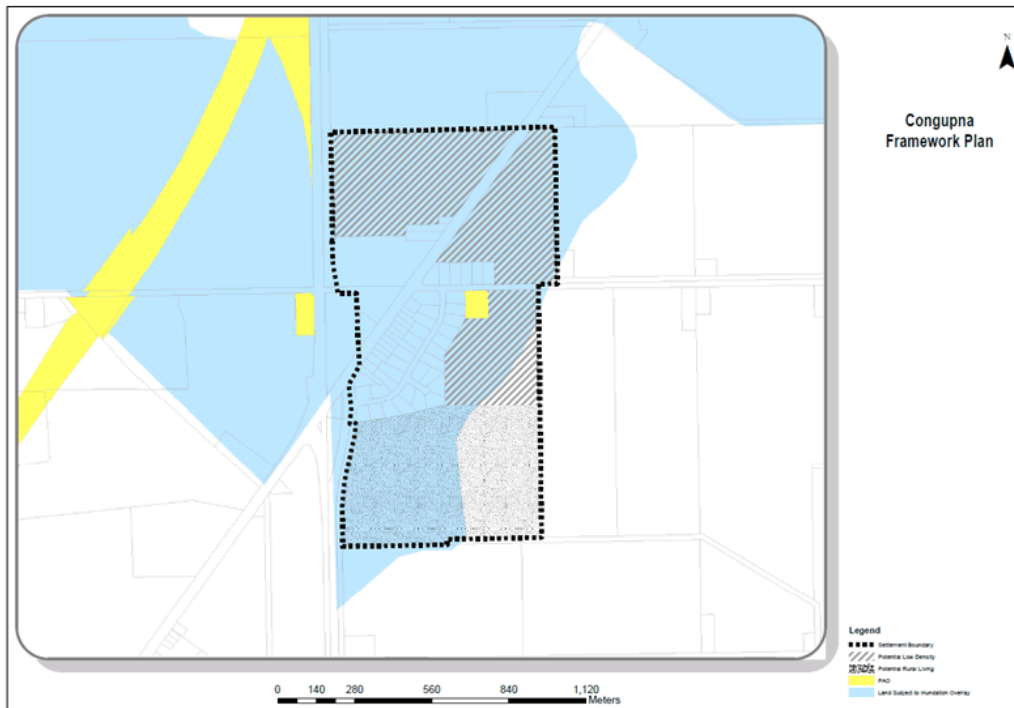 N
Congupna
Framework Plan
Legend
Settlement Boundary
Potential Low Density
Potential Rural Living
PAO
Land Subject to Inundation Overlay
0 140 280 560 840 1,120
Meters